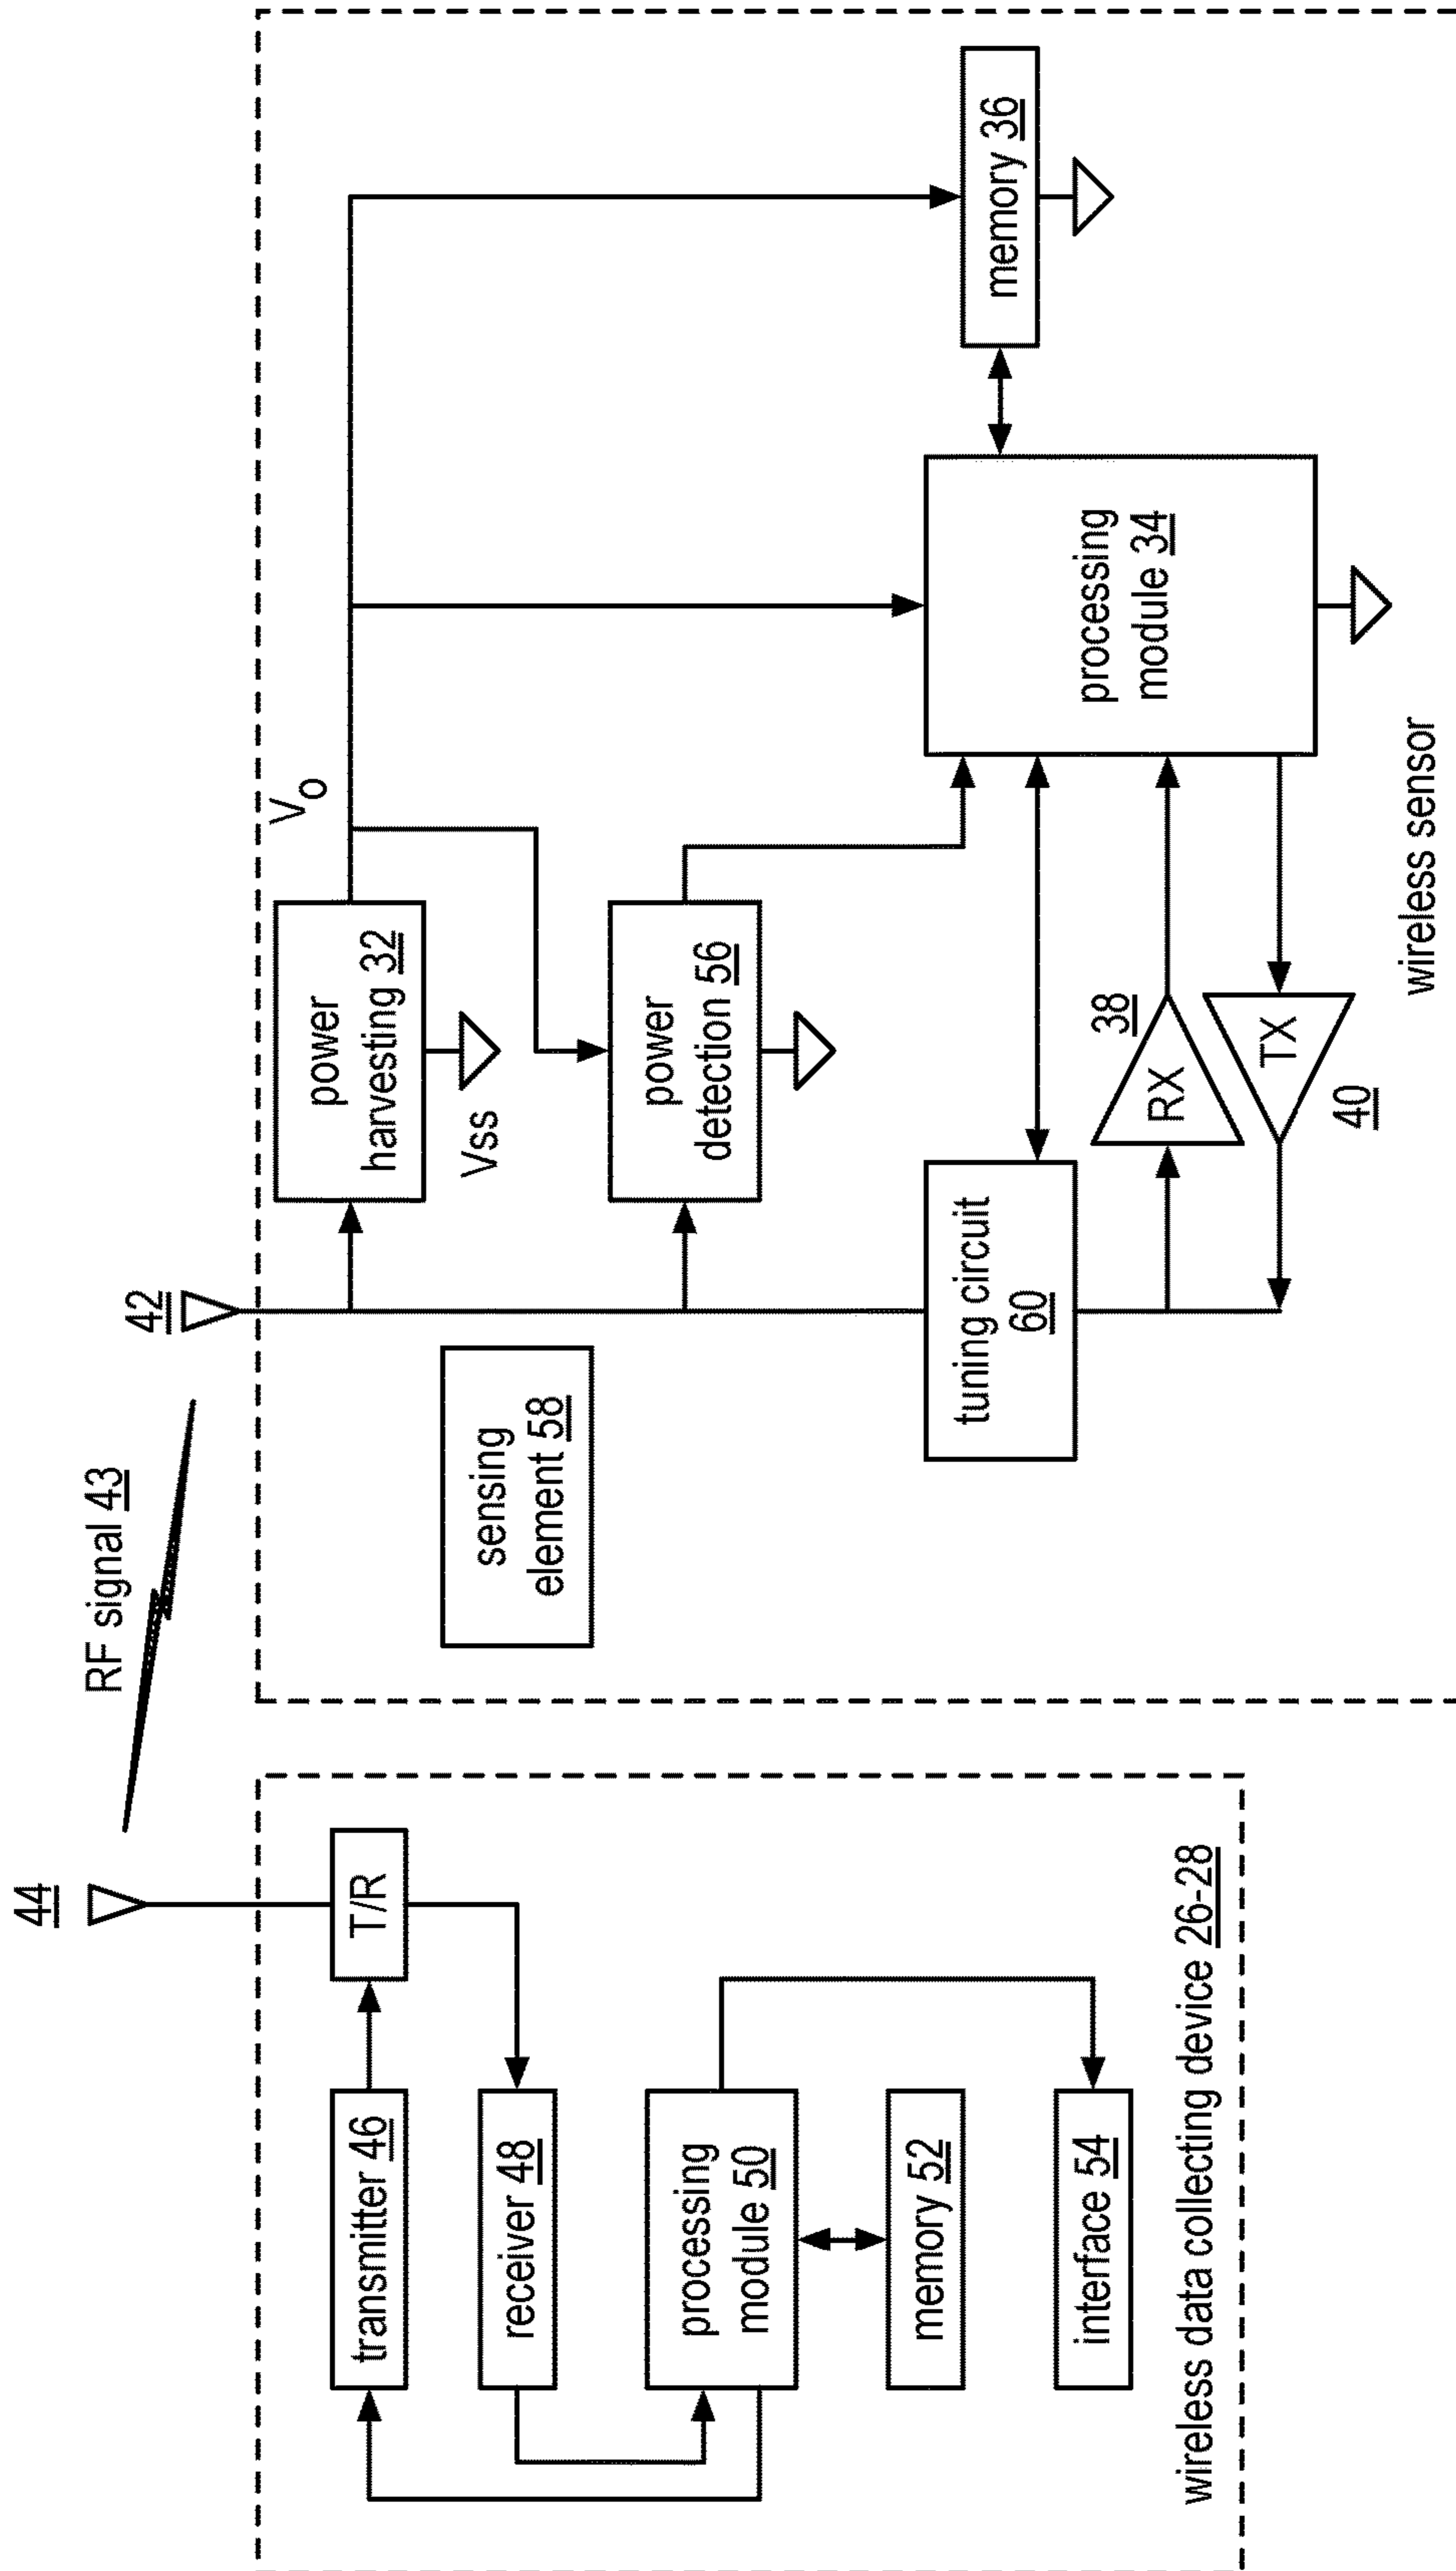 44
RF signal 43
42
T/R
transmitter 46
receiver 48
processing
module 50
memory 52
interface 54
wireless data collecting device 26-28
sensing
element 58
power
harvesting 32
Vss
Vo
power
detection 56
tuning circuit
60
38
RX
TX
40
processing
module 34
memory 36
wireless sensor